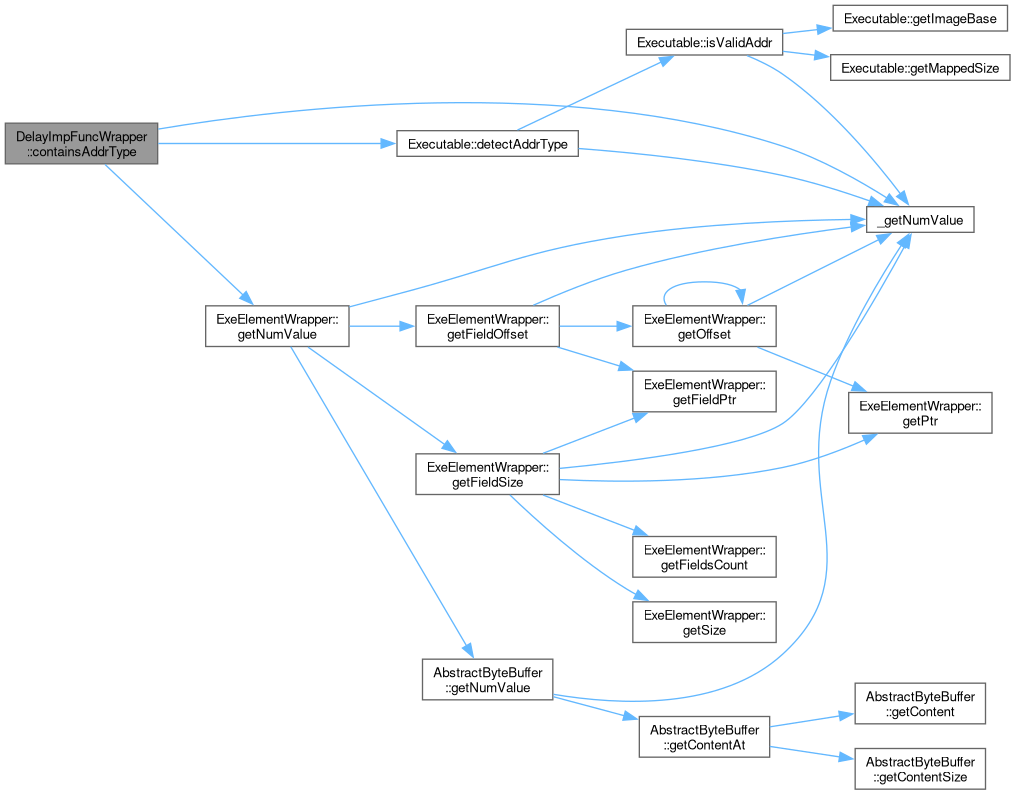 Executable::getImageBase
Executable::isValidAddr
Executable::getMappedSize
DelayImpFuncWrapper
::containsAddrType
Executable::detectAddrType
_getNumValue
ExeElementWrapper::
getNumValue
ExeElementWrapper::
getFieldOffset
ExeElementWrapper::
getOffset
ExeElementWrapper::
getFieldPtr
ExeElementWrapper::
getPtr
ExeElementWrapper::
getFieldSize
ExeElementWrapper::
getFieldsCount
ExeElementWrapper::
getSize
AbstractByteBuffer
::getNumValue
AbstractByteBuffer
::getContent
AbstractByteBuffer
::getContentAt
AbstractByteBuffer
::getContentSize